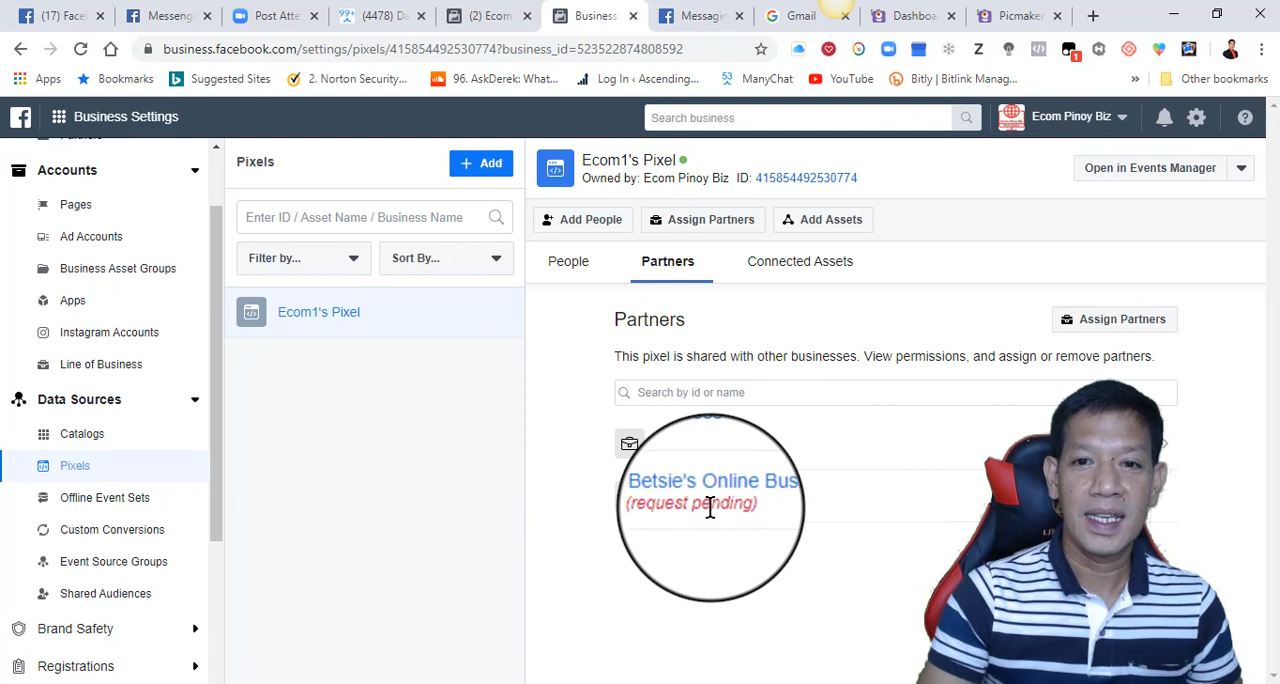 (17) Face
Messeng
Post Atte
(4478) Da
(2) Ecom
Business
Messagin
Gmail
Dashboa
Picmaker
business.facebook.com/settings/pixels/415854492530774?business_id=523522874808592
1
Apps
Bookmarks
Suggested Sites
2. Norton Security...
96. AskDerek: What...
Log In ‹ Ascending...
ManyChat
YouTube
Bitly | Bitlink Manag...
Other bookmarks
Business Settings
Search business
Ecom Pinoy Biz
Accounts
Pages
Ad Accounts
Business Asset Groups
Apps
Instagram Accounts
Line of Business
Data Sources
Catalogs
Pixels
Offline Event Sets
Custom Conversions
Event Source Groups
Shared Audiences
Brand Safety
Registrations
Pixels
+ Add
Enter ID / Asset Name / Business Name
Filter by...
Sort By...
Ecom1's Pixel
Ecom1's Pixel
Owned by: Ecom Pinoy Biz ID: 415854492530774
Open in Events Manager
Add People
Assign Partners
Add Assets
People
Partners
Connected Assets
Partners
Assign Partners
This pixel is shared with other businesses. View permissions, and assign or remove partners.
Search by id or name
Betsie's Online Bus
(request pending)